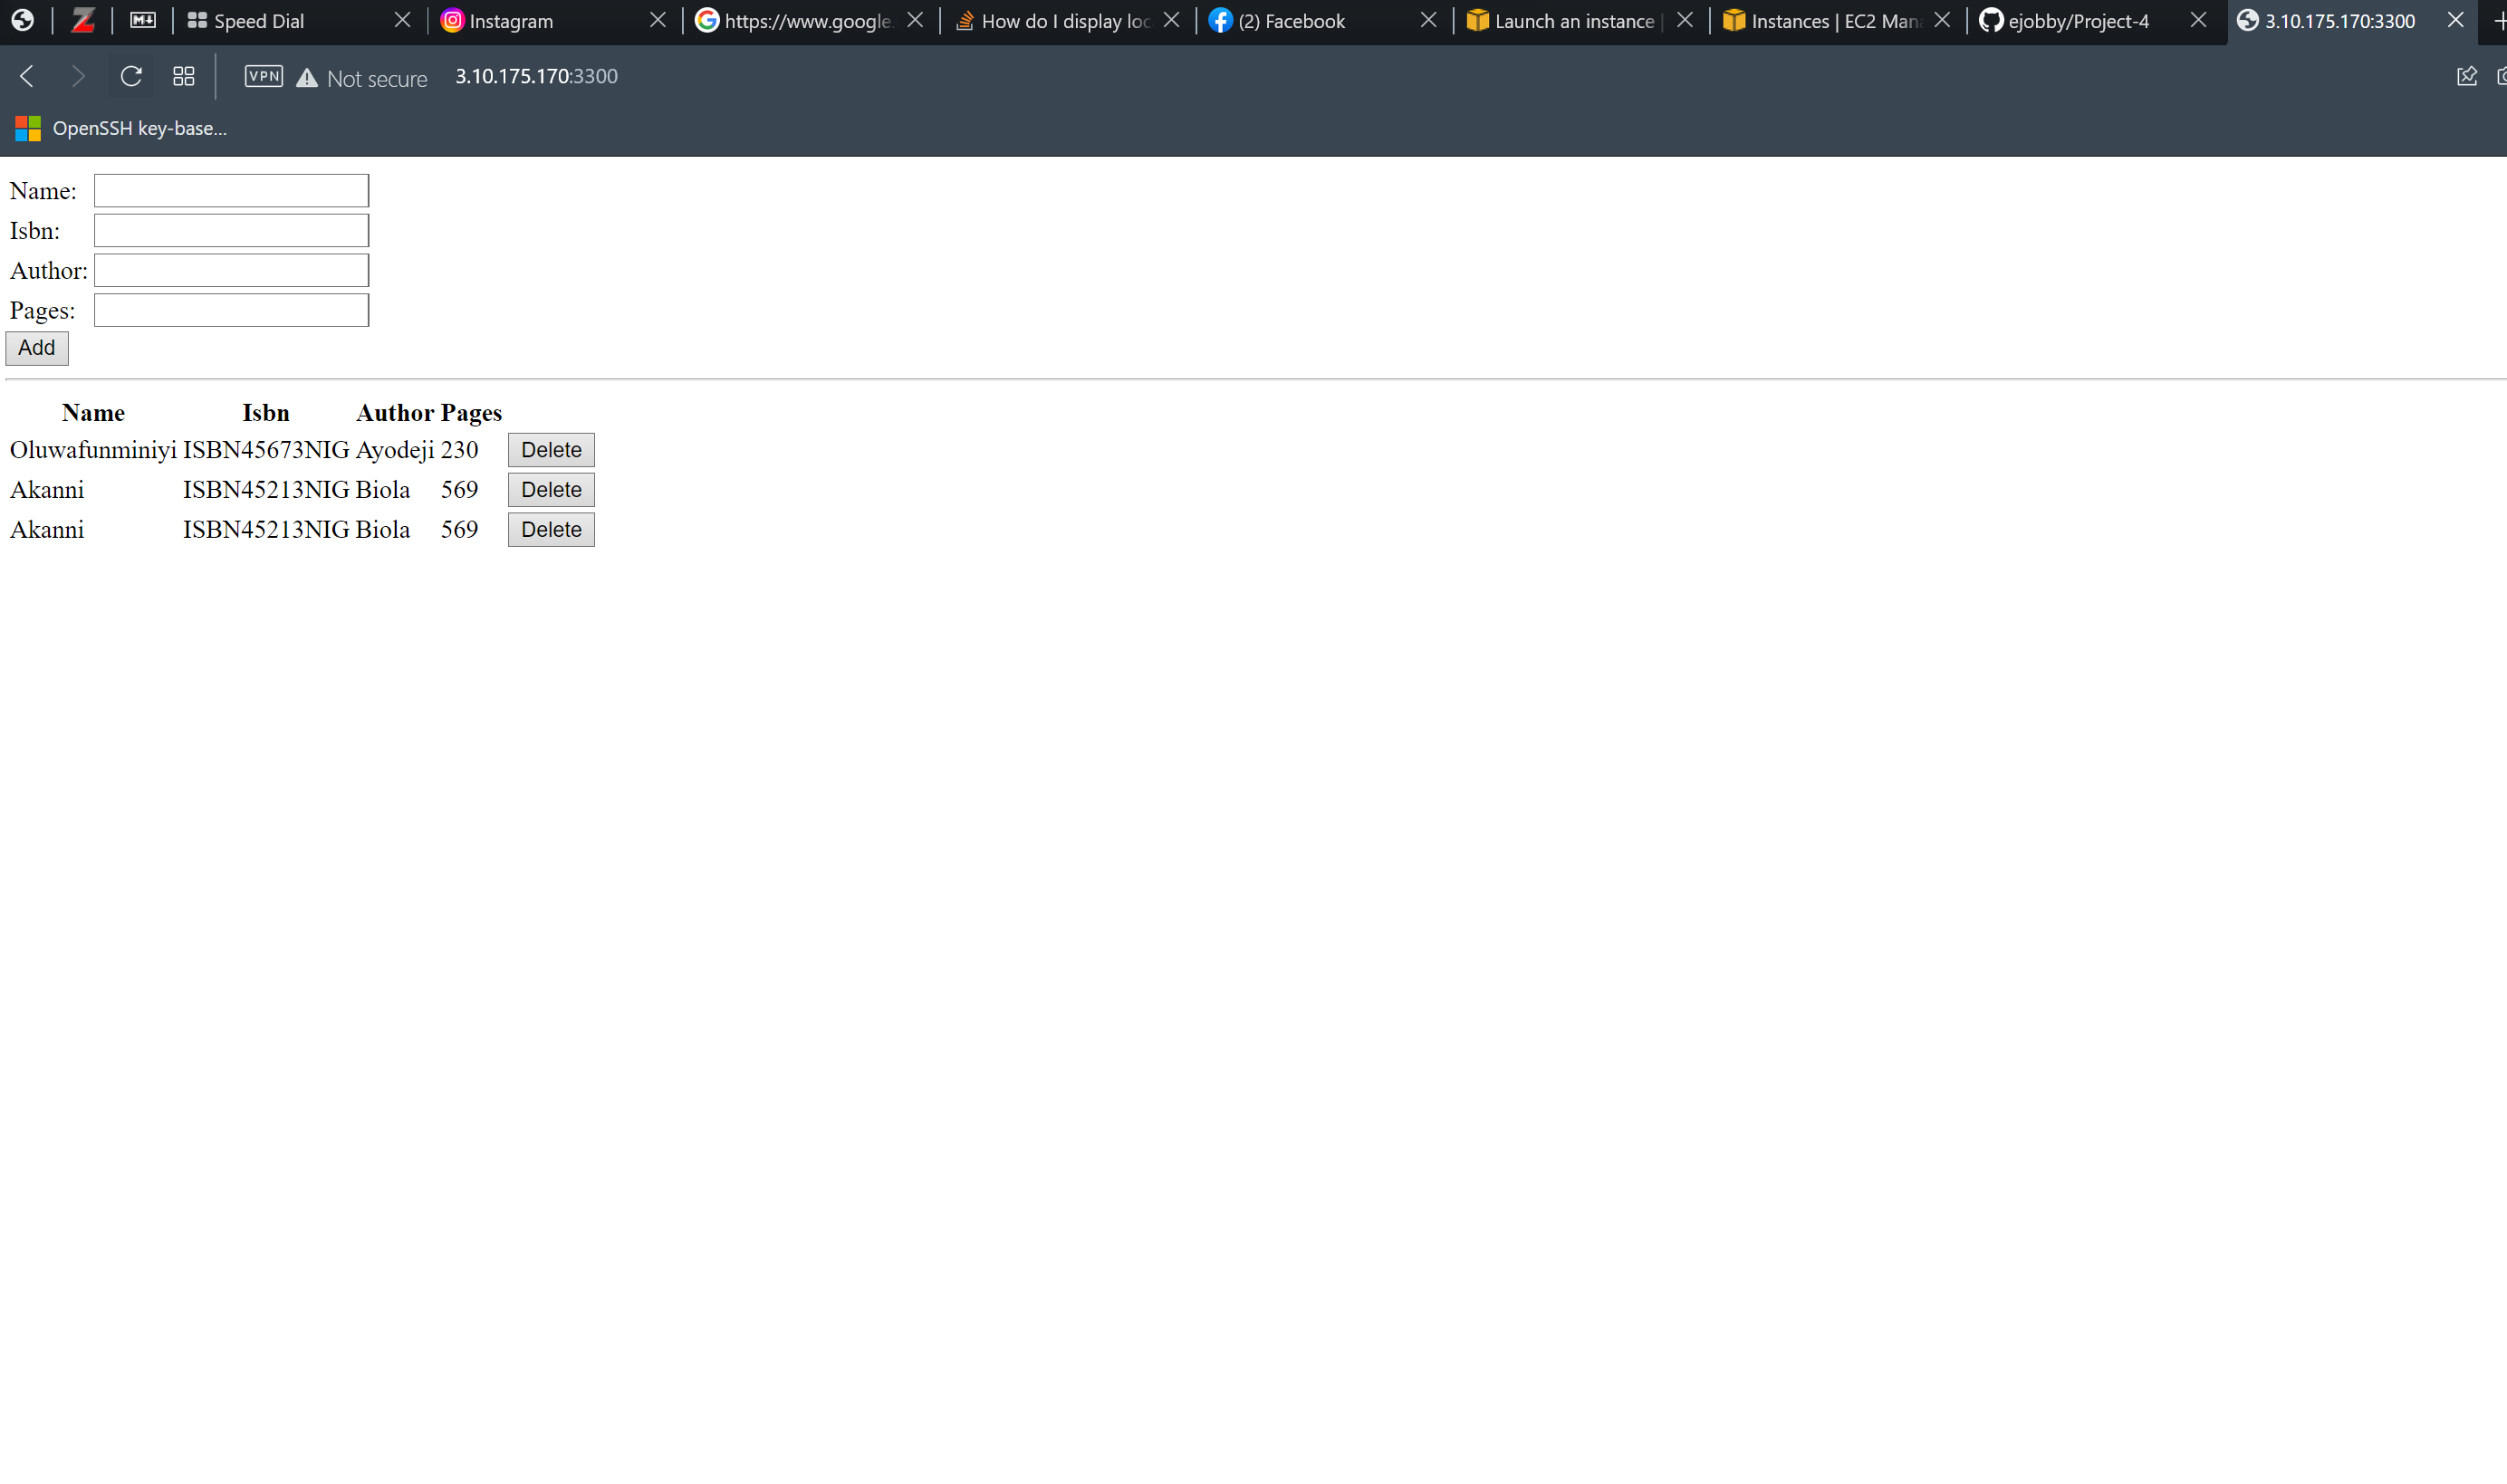 Speed Dial Instagram https://www.google. How do I display loc (2) Facebook Launch an instance | Instances | EC2 Mana ejobby/Project-4 3.10.175.170:3300
VPN Not secure 3.10.175.170:3300
OpenSSH key-base...
Name:
Isbn:
Author:
Pages:
Add
Name Isbn Author Pages
Oluwafunminiyi ISBN45673NIG Ayodeji 230 Delete
Akanni ISBN45213NIG Biola 569 Delete
Akanni ISBN45213NIG Biola 569 Delete